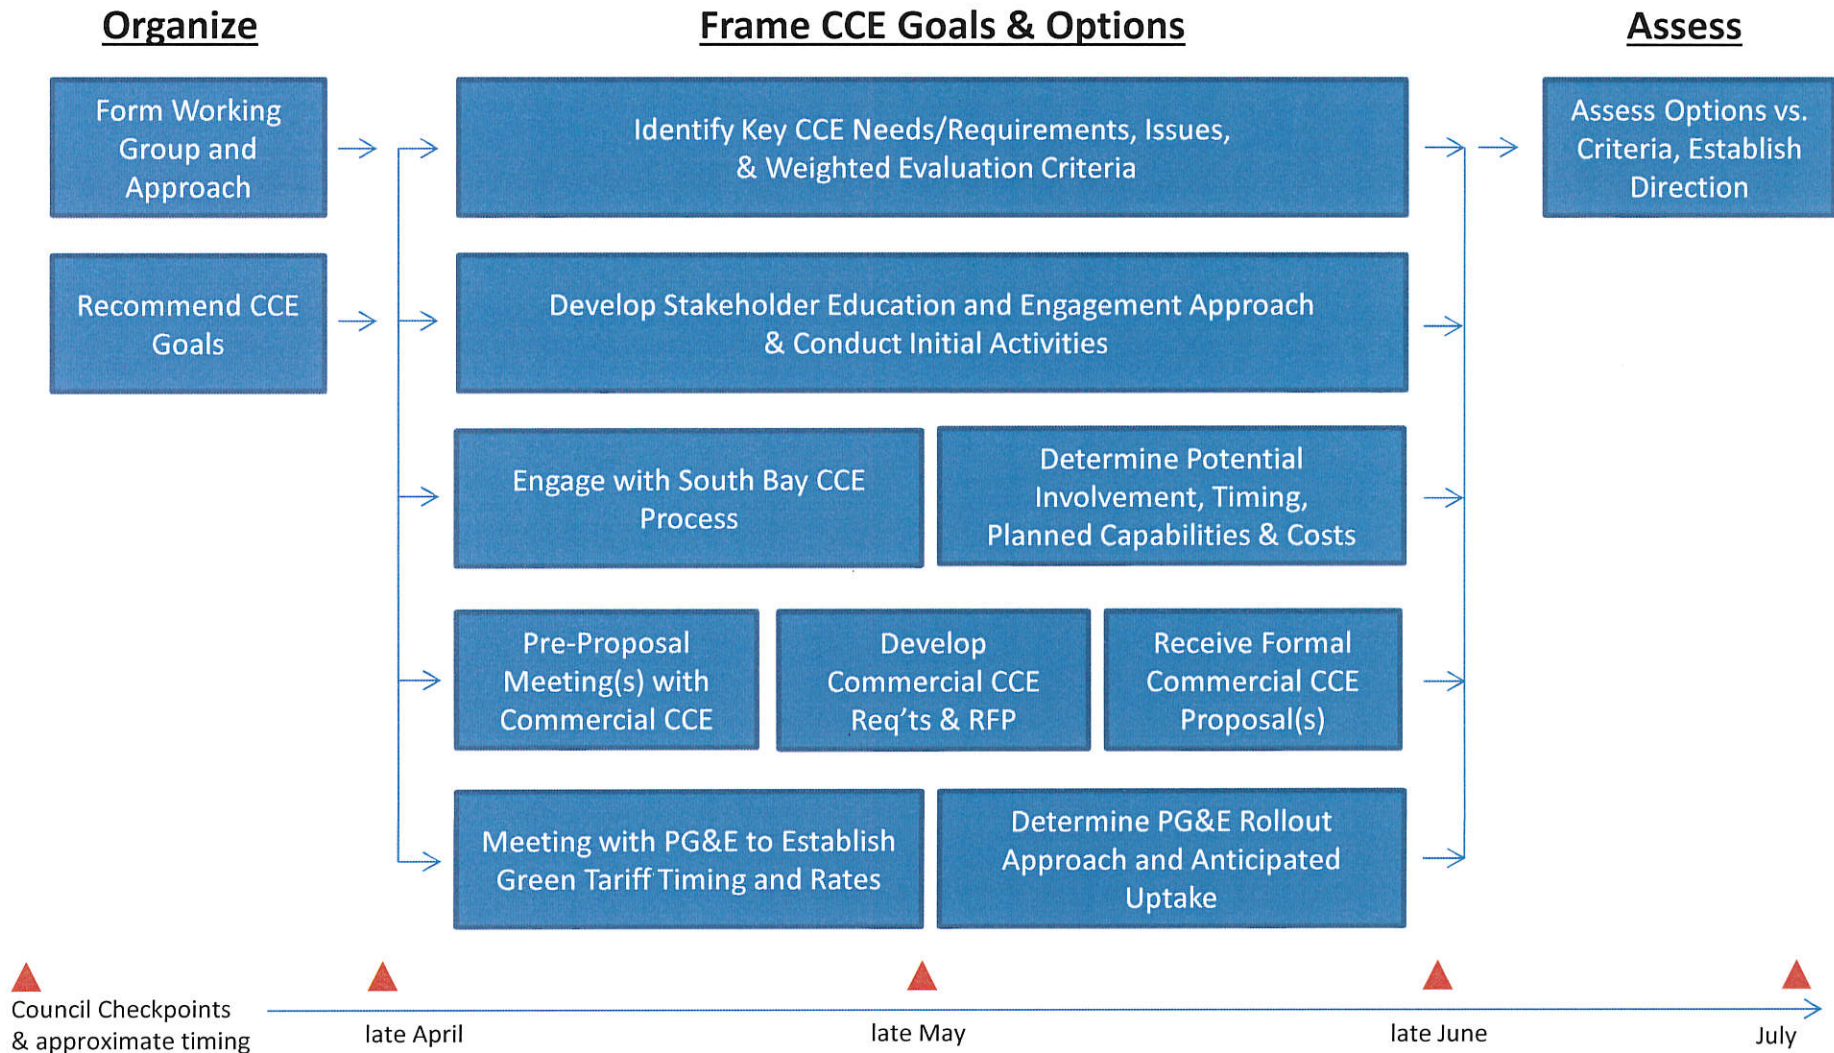 Organize
Frame CCE Goals & Options
Assess
Form Working
Group and
Approach
Identify Key CCE Needs/Requirements, Issues,
& Weighted Evaluation Criteria
Assess Options vs.
Criteria, Establish
Direction
Recommend CCE
Goals
Develop Stakeholder Education and Engagement Approach
& Conduct Initial Activities
Engage with South Bay CCE
Process
Determine Potential
Involvement, Timing,
Planned Capabilities & Costs
Pre-Proposal
Meeting(s) with
Commercial CCE
Develop
Commercial CCE
Req'ts & RFP
Receive Formal
Commercial CCE
Proposal(s)
Meeting with PG&E to Establish
Green Tariff Timing and Rates
Determine PG&E Rollout
Approach and Anticipated
Uptake
Council Checkpoints
& approximate timing
late April
late May
late June
July